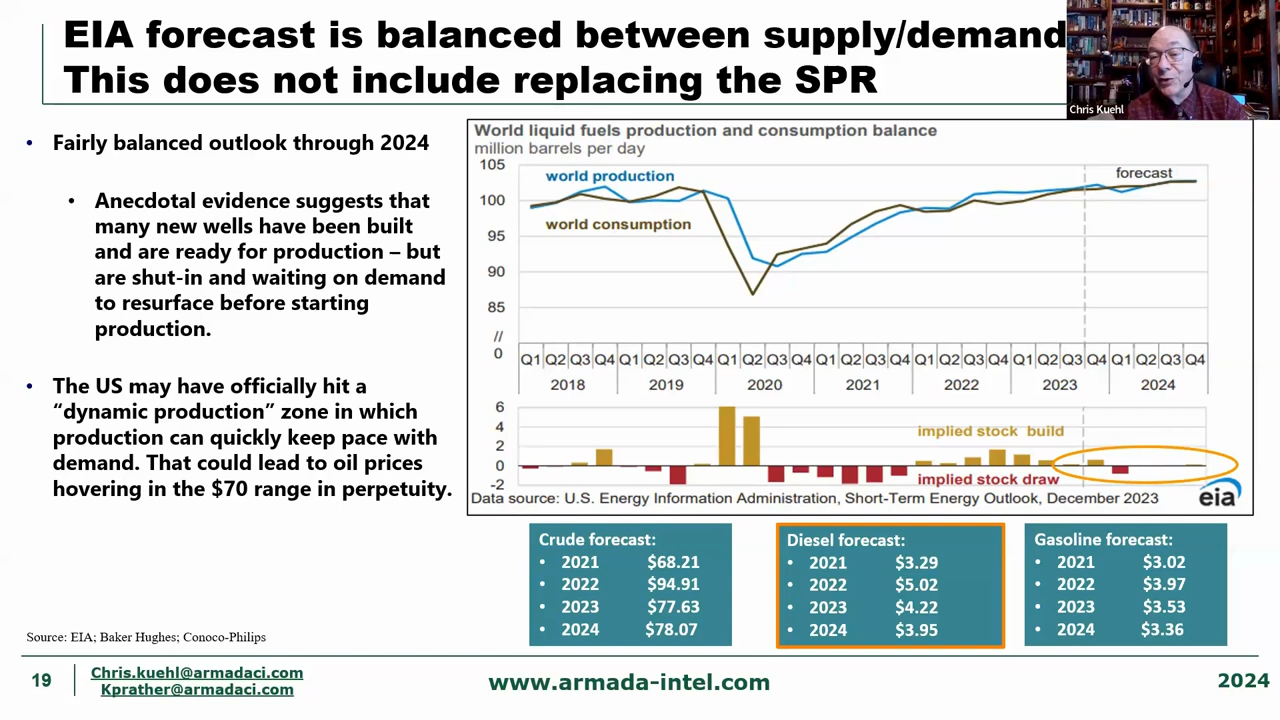 EIA forecast is balanced between supply/demand
This does not include replacing the SPR
Chris Kuehl
• Fairly balanced outlook through 2024
• Anecdotal evidence suggests that
many new wells have been built
and are ready for production – but
are shut-in and waiting on demand
to resurface before starting
production.
• The US may have officially hit a
“dynamic production” zone in which
production can quickly keep pace with
demand. That could lead to oil prices
hovering in the $70 range in perpetuity.
World liquid fuels production and consumption balance
million barrels per day
105
world production
forecast
100
world consumption
95
90
85
//
0
Q1 Q2 Q3 Q4 Q1 Q2 Q3 Q4 Q1 Q2 Q3 Q4 Q1 Q2 Q3 Q4 Q1 Q2 Q3 Q4 Q1 Q2 Q3 Q4 Q1 Q2 Q3 Q4
2018 2019 2020 2021 2022 2023 2024
6
4
implied stock build
2
0
-2
implied stock draw
Data source: U.S. Energy Information Administration, Short-Term Energy Outlook, December 2023
eia
Crude forecast:
• 2021 $68.21
• 2022 $94.91
• 2023 $77.63
• 2024 $78.07
Diesel forecast:
• 2021 $3.29
• 2022 $5.02
• 2023 $4.22
• 2024 $3.95
Gasoline forecast:
• 2021 $3.02
• 2022 $3.97
• 2023 $3.53
• 2024 $3.36
Source: EIA; Baker Hughes; Conoco-Philips
19
Chris.kuehl@armadaci.com
Kprather@armadaci.com
www.armada-intel.com
2024